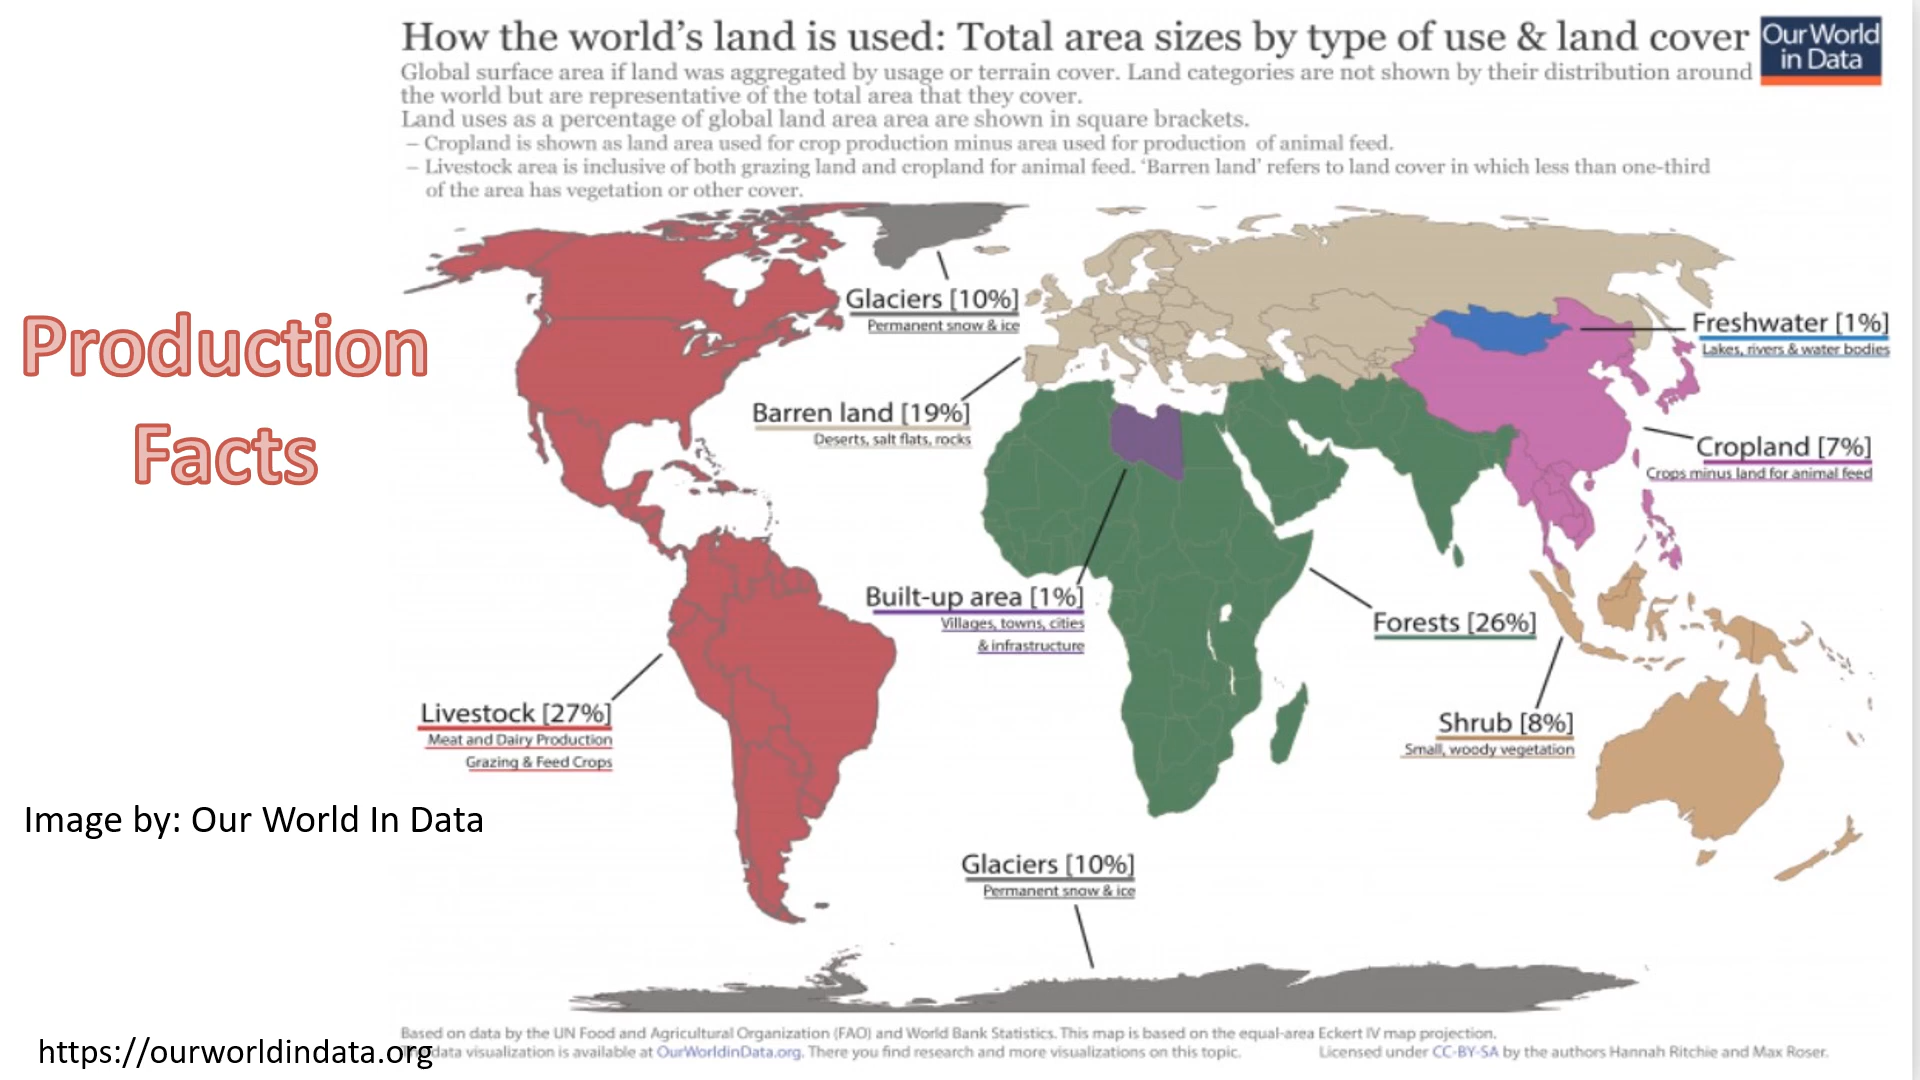 How the world's land is used: Total area sizes by type of use & land cover
Our World
in Data
Global surface area if land was aggregated by usage or terrain cover. Land categories are not shown by their distribution around
the world but are representative of the total area that they cover.
Land uses as a percentage of global land area area are shown in square brackets.
– Cropland is shown as land area used for crop production minus area used for production of animal feed.
– Livestock area is inclusive of both grazing land and cropland for animal feed. 'Barren land' refers to land cover in which less than one-third
of the area has vegetation or other cover.
Production
Facts
Glaciers [10%]
Permanent snow & ice
Freshwater [1%]
Lakes, rivers & water bodies
Barren land [19%]
Deserts, salt flats, rocks
Cropland [7%]
Crops minus land for animal feed
Built-up area [1%]
Villages, towns, cities
& infrastructure
Forests [26%]
Livestock [27%]
Meat and Dairy Production
Grazing & Feed Crops
Shrub [8%]
Small, woody vegetation
Image by: Our World In Data
Glaciers [10%]
Permanent snow & ice
Based on data by the UN Food and Agricultural Organization (FAO) and World Bank Statistics. This map is based on the equal-area Eckert IV map projection.
https://ourworldindata.org
data visualization is available at OurWorldinData.org. There you find research and more visualizations on this topic.
Licensed under CC-BY-SA by the authors Hannah Ritchie and Max Roser.